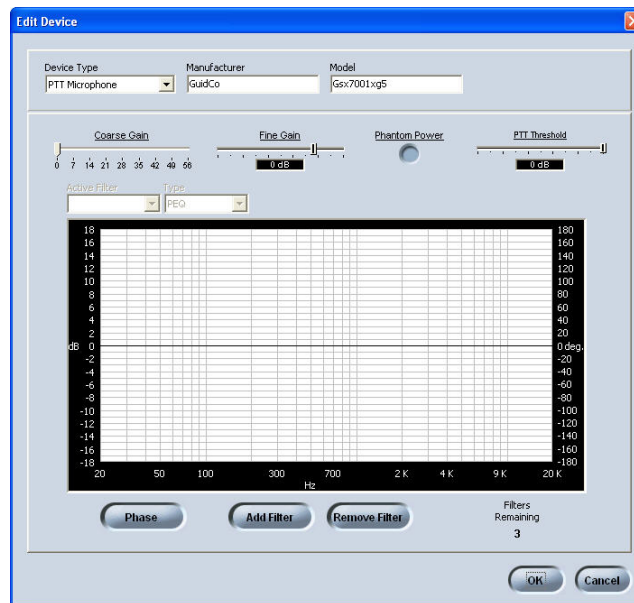 Edit Device
Device Type Manufacturer Model
PTT Microphone GuidCo Gsx7001xg5
Coarse Gain Fine Gain Phantom Power PTT Threshold
0 7 14 21 28 35 42 49 56
0 dB 0 dB
Active Filter Type
PEQ
18 180
16 160
14 140
12 120
10 100
8 80
6 60
4 40
2 20
dB 0 0 deg.
-2 -20
-4 -40
-6 -60
-8 -80
-10 -100
-12 -120
-14 -140
-16 -160
-18 -180
20 50 100 300 700 2 K 4 K 9 K 20 K
Hz
Phase Add Filter Remove Filter Filters
Remaining
3
OK Cancel